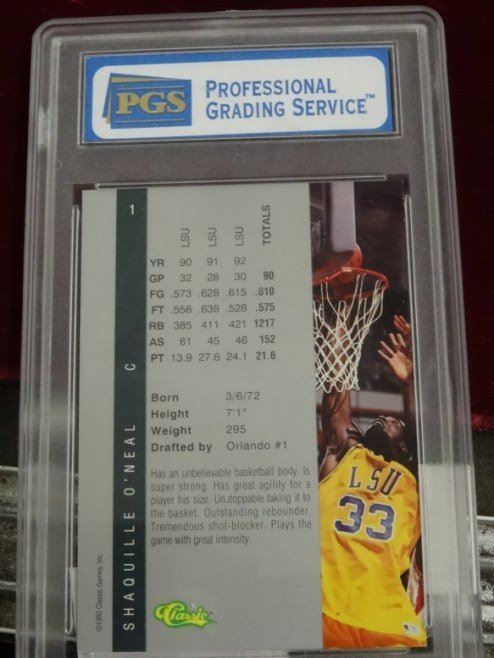 PGS
PROFESSIONAL
GRADING SERVICE™
1
LSU LSU LSU TOTALS
YR 90 91 92
GP 32 28 30 90
FG .573 .628 .615 .610
FT .556 .638 .528 .575
RB 385 411 421 1217
AS 61 45 46 152
PT 13.9 27.6 24.1 21.6
SHAQUILLE O'NEAL C
Born 3/6/72
Height 7'1"
Weight 295
Drafted by Orlando #1
Has an unbelievable basketball body. Is
super strong. Has great agility for a
player his size. Unstoppable taking it to
the basket. Outstanding rebounder.
Tremendous shot-blocker. Plays the
game with great intensity.
©1992 Classic Games, Inc.
Classic
LSU
33